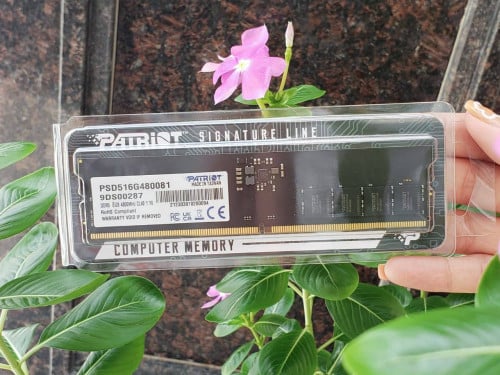 PATRIOT SIGNATURE LINE
PSD516G480081
9DS00287
PATRIOT
MADE IN TAIWAN
RoHS Compliant
WARRANTY VOID IF REMOVED
COMPUTER MEMORY